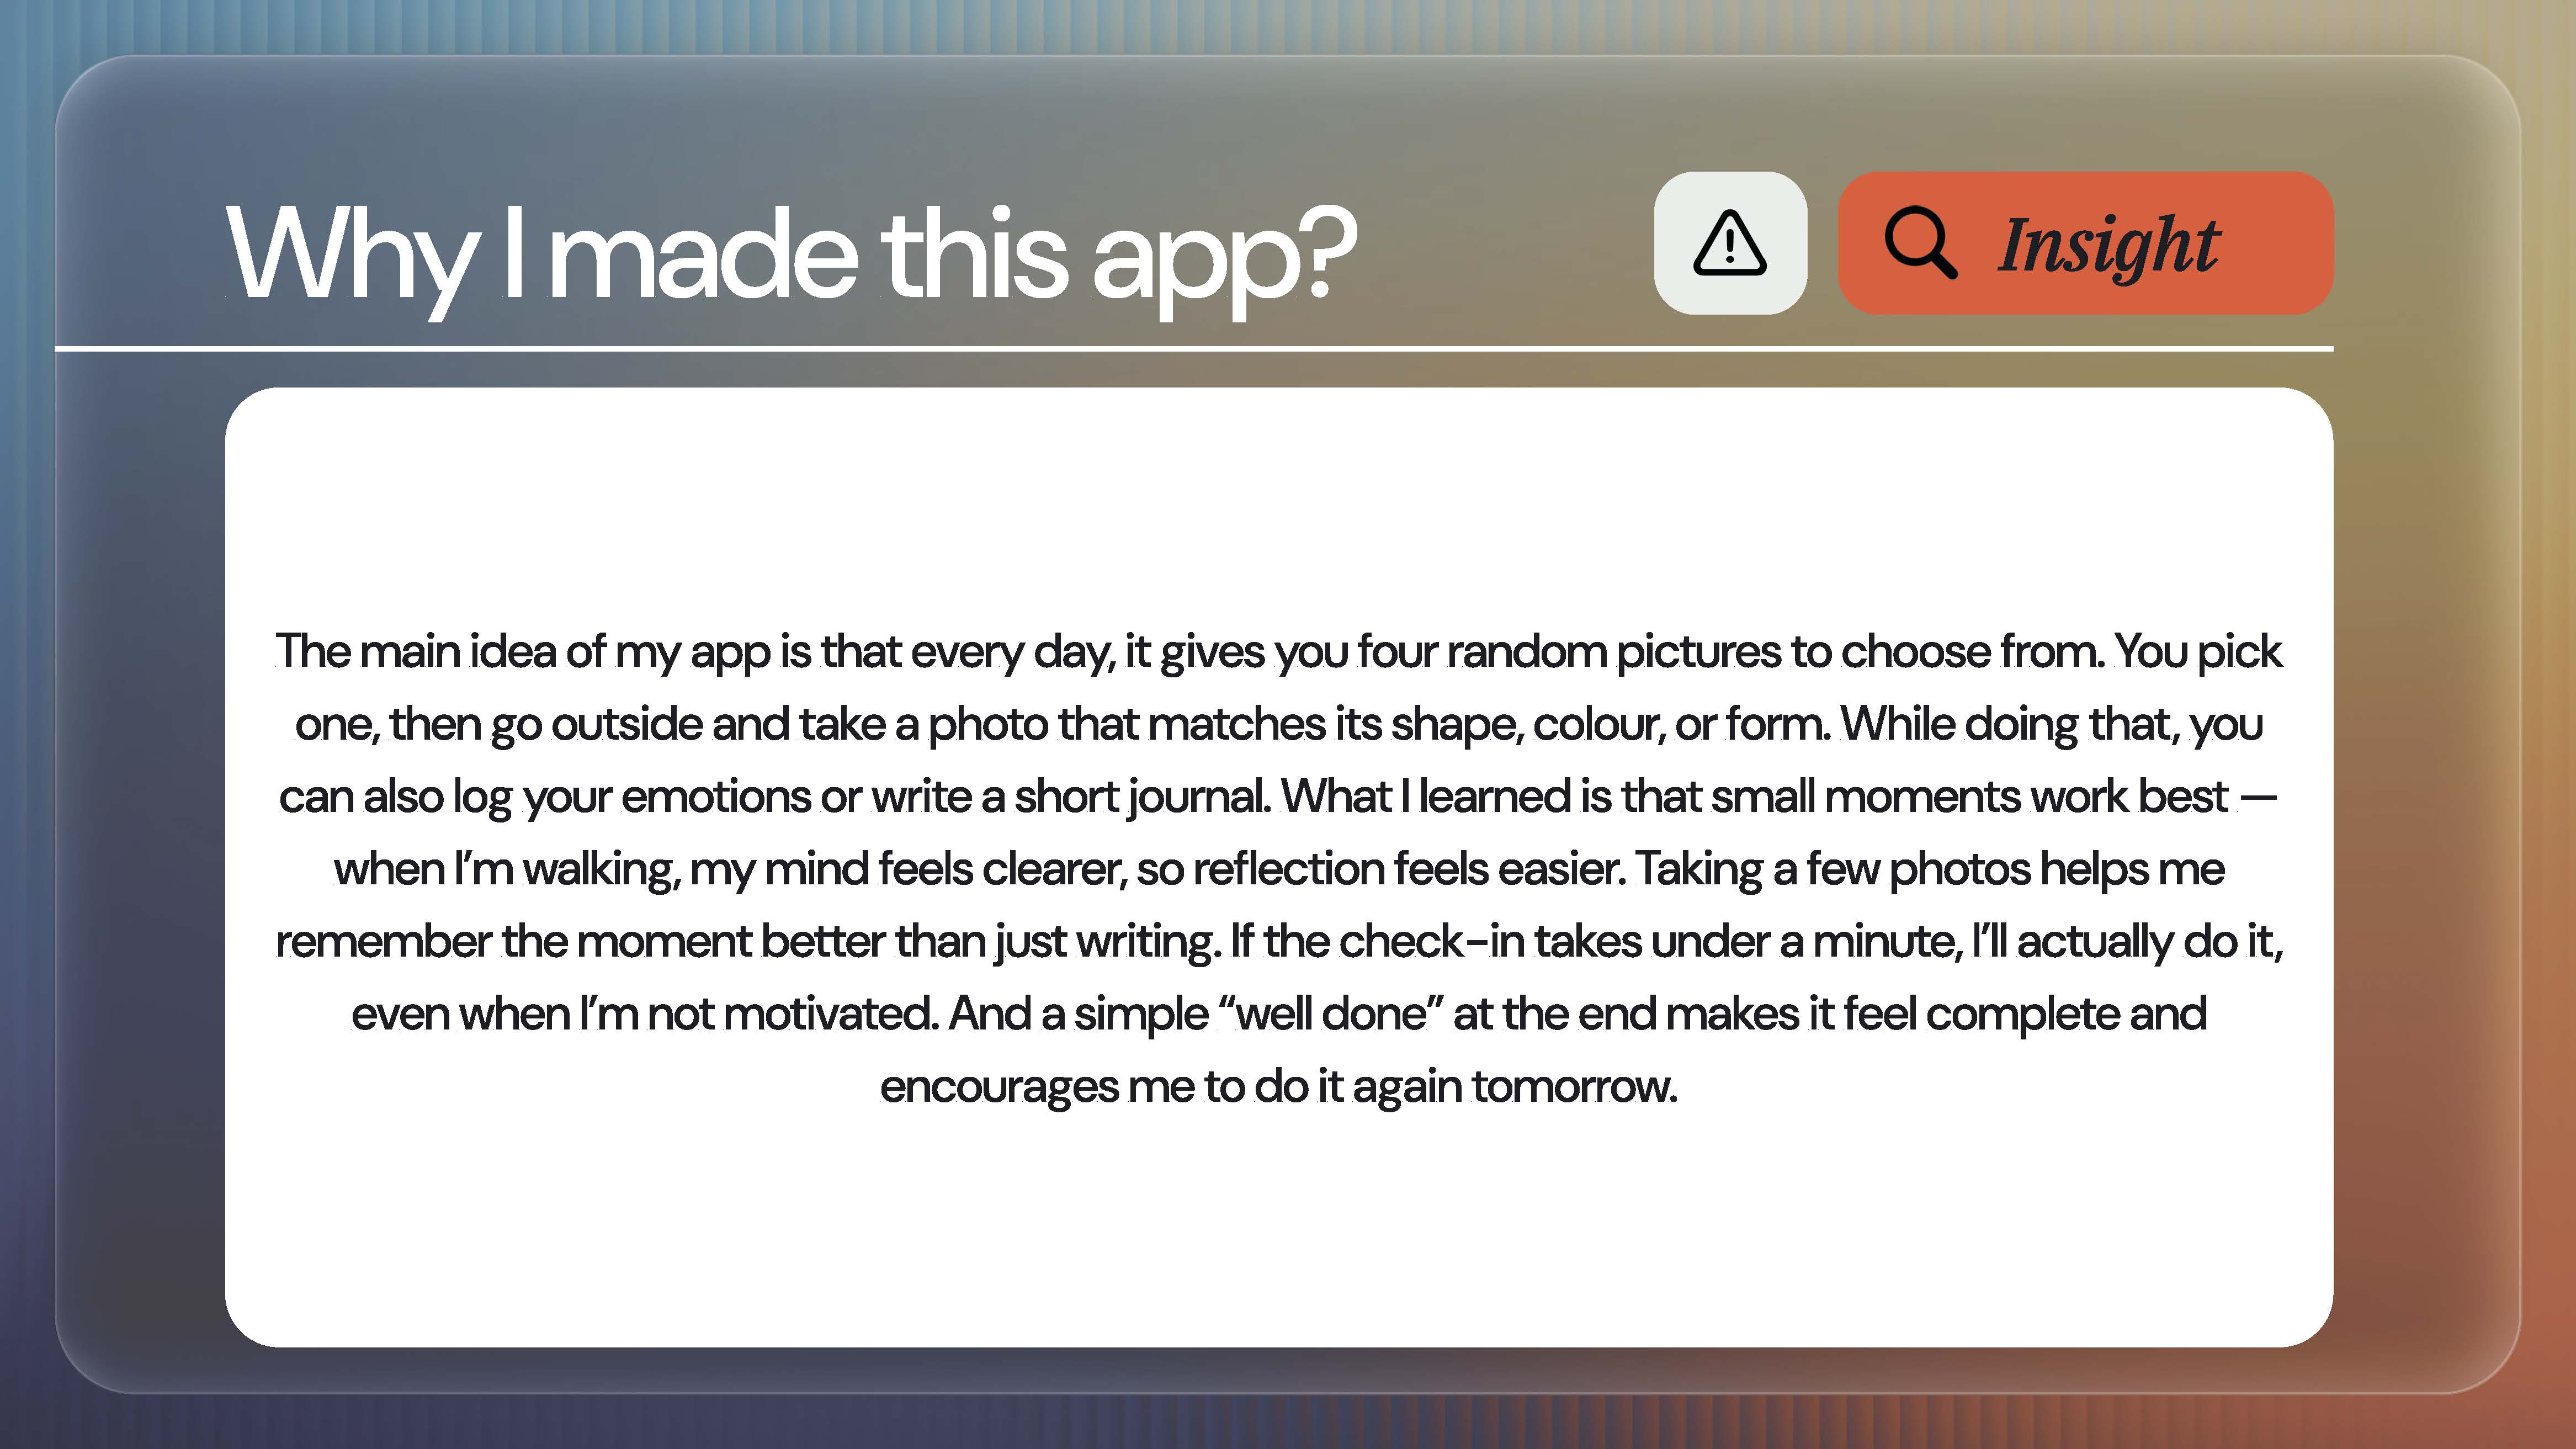 Why I made this app?
Insight
The main idea of my app is that every day, it gives you four random pictures to choose from. You pick
one, then go outside and take a photo that matches its shape, colour, or form. While doing that, you
can also log your emotions or write a short journal. What I learned is that small moments work best —
when I’m walking, my mind feels clearer, so reflection feels easier. Taking a few photos helps me
remember the moment better than just writing. If the check-in takes under a minute, I’ll actually do it,
even when I’m not motivated. And a simple “well done” at the end makes it feel complete and
encourages me to do it again tomorrow.